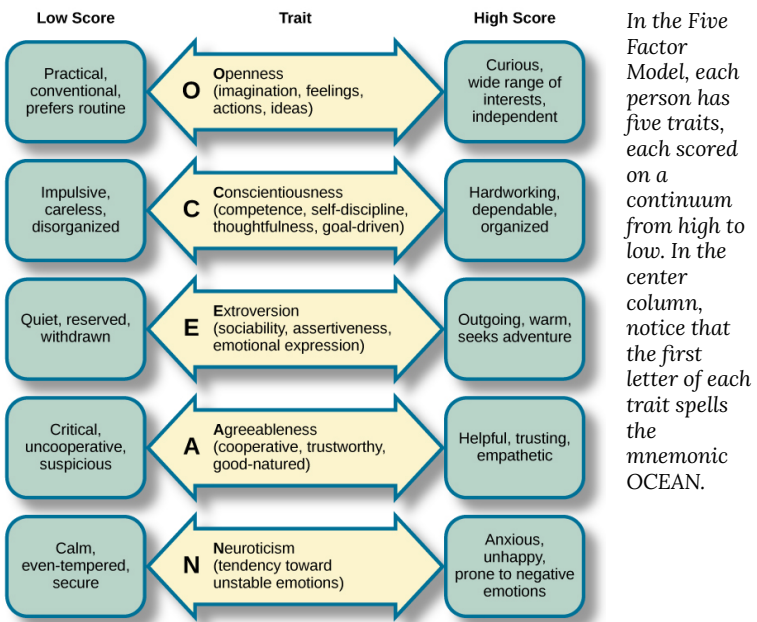 Low Score
Trait
High Score
Practical,
conventional,
prefers routine
O
Openness
(imagination, feelings,
actions, ideas)
Curious,
wide range of
interests,
independent
Impulsive,
careless,
disorganized
C
Conscientiousness
(competence, self-discipline,
thoughtfulness, goal-driven)
Hardworking,
dependable,
organized
Quiet, reserved,
withdrawn
E
Extroversion
(sociability, assertiveness,
emotional expression)
Outgoing, warm,
seeks adventure
Critical,
uncooperative,
suspicious
A
Agreeableness
(cooperative, trustworthy,
good-natured)
Helpful, trusting,
empathetic
Calm,
even-tempered,
secure
N
Neuroticism
(tendency toward
unstable emotions)
Anxious,
unhappy,
prone to negative
emotions
In the Five
Factor
Model, each
person has
five traits,
each scored
on a
continuum
from high to
low. In the
center
column,
notice that
the first
letter of each
trait spells
the
mnemonic
OCEAN.